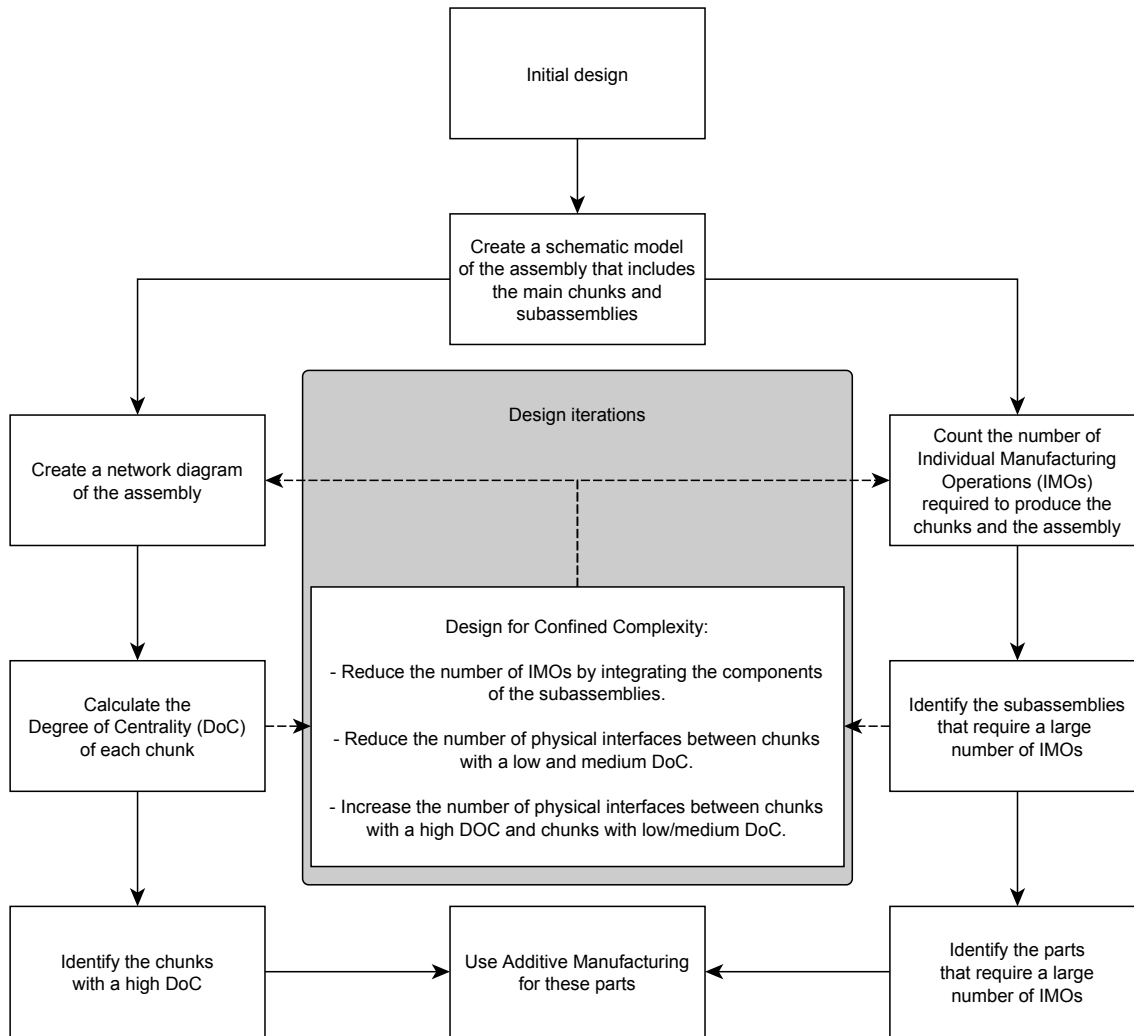 Initial design
Create a schematic model
of the assembly that includes
the main chunks and
subassemblies
Design iterations
Create a network diagram
of the assembly
Count the number of
Individual Manufacturing
Operations (IMOs)
required to produce the
chunks and the assembly
Design for Confined Complexity:
- Reduce the number of IMOs by integrating the components
of the subassemblies.
- Reduce the number of physical interfaces between chunks
with a low and medium DoC.
- Increase the number of physical interfaces between chunks
with a high DOC and chunks with low/medium DoC.
Calculate the
Degree of Centrality (DoC)
of each chunk
Identify the subassemblies
that require a large
number of IMOs
Identify the chunks
with a high DoC
Use Additive Manufacturing
for these parts
Identify the parts
that require a large
number of IMOs